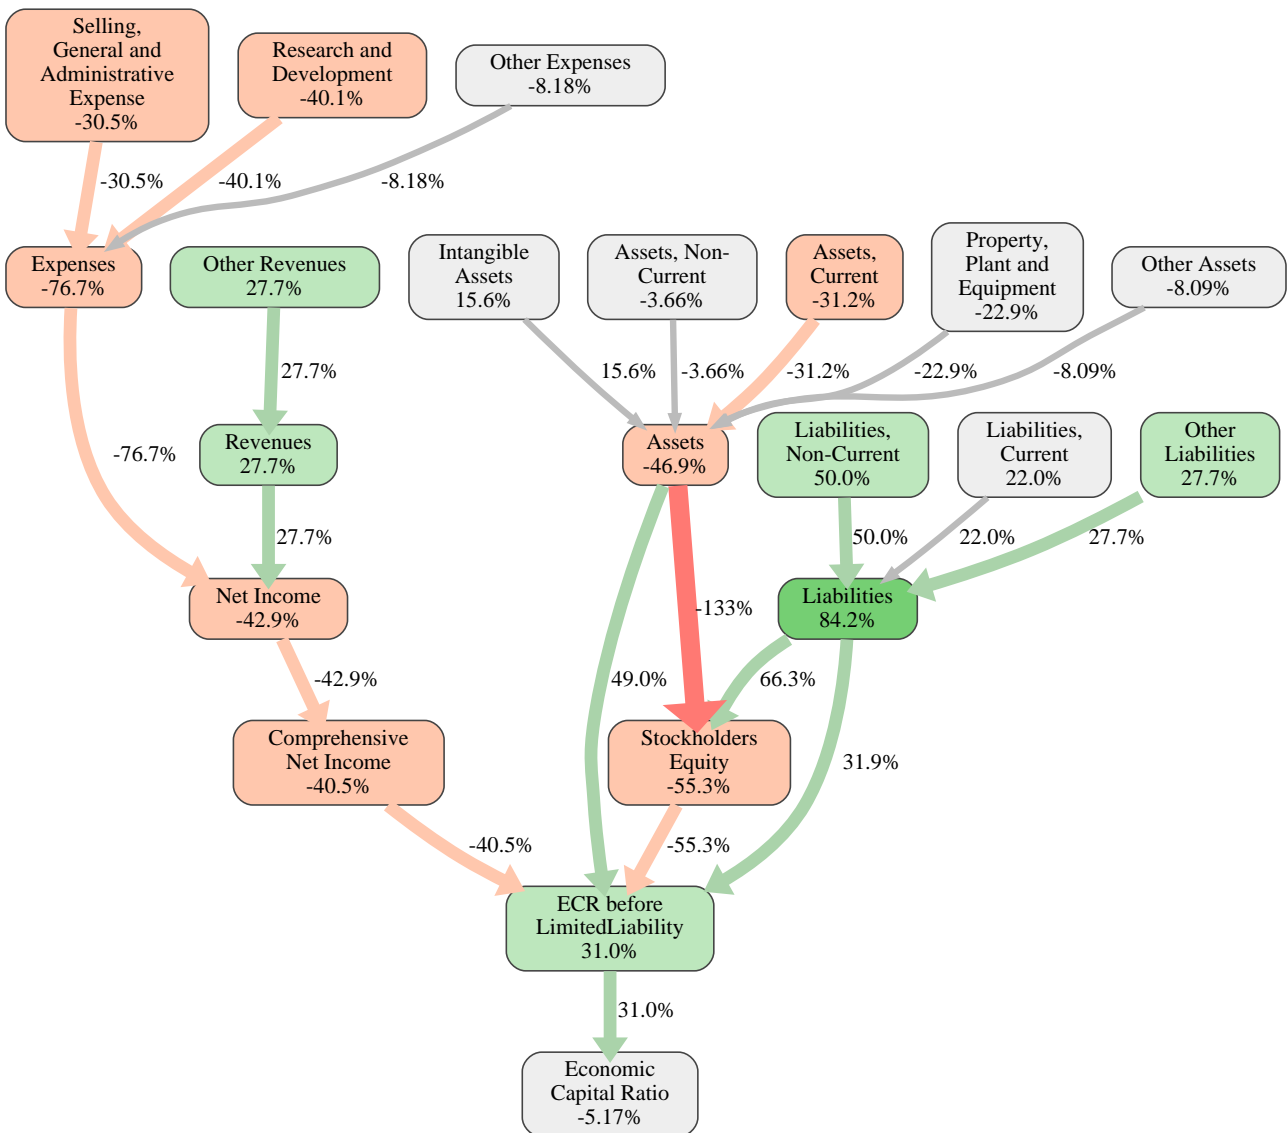 Selling,
General and
Administrative
Expense
-30.5%
Research and
Development
-40.1%
Other Expenses
-8.18%
-30.5%
-40.1%
-8.18%
Expenses
-76.7%
Other Revenues
27.7%
Intangible
Assets
15.6%
Assets, Non-
Current
-3.66%
Assets,
Current
-31.2%
Property,
Plant and
Equipment
-22.9%
Other Assets
-8.09%
27.7%
15.6%
-3.66%
-31.2%
-22.9%
-8.09%
Revenues
27.7%
Assets
-46.9%
Liabilities,
Non-Current
50.0%
Liabilities,
Current
22.0%
Other
Liabilities
27.7%
-76.7%
27.7%
50.0%
22.0%
27.7%
Net Income
-42.9%
Liabilities
84.2%
-133%
-42.9%
49.0%
66.3%
Comprehensive
Net Income
-40.5%
Stockholders
Equity
-55.3%
31.9%
-40.5%
-55.3%
ECR before
LimitedLiability
31.0%
31.0%
Economic
Capital Ratio
-5.17%